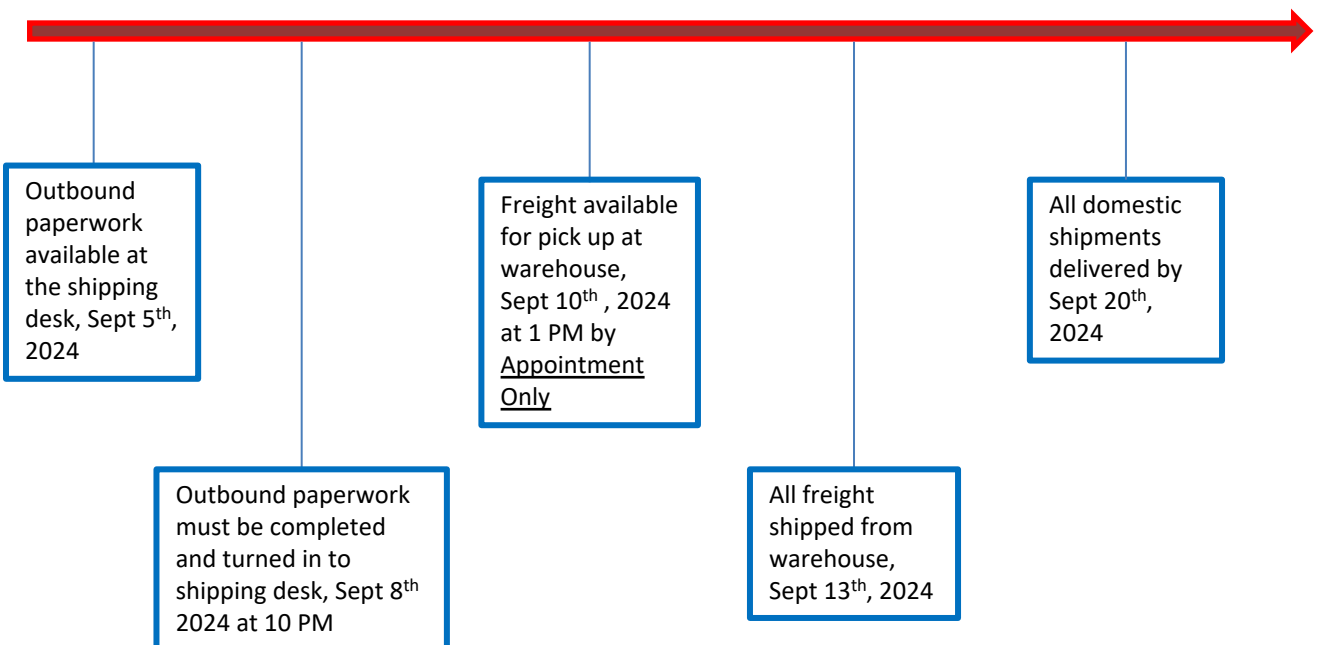 Outbound
paperwork
available at
the shipping
desk, Sept 5th,
2024
Outbound paperwork
must be completed
and turned in to
shipping desk, Sept 8th
2024 at 10 PM
Freight available
for pick up at
warehouse,
Sept 10th , 2024
at 1 PM by
Appointment
Only
All freight
shipped from
warehouse,
Sept 13th, 2024
All domestic
shipments
delivered by
Sept 20th,
2024